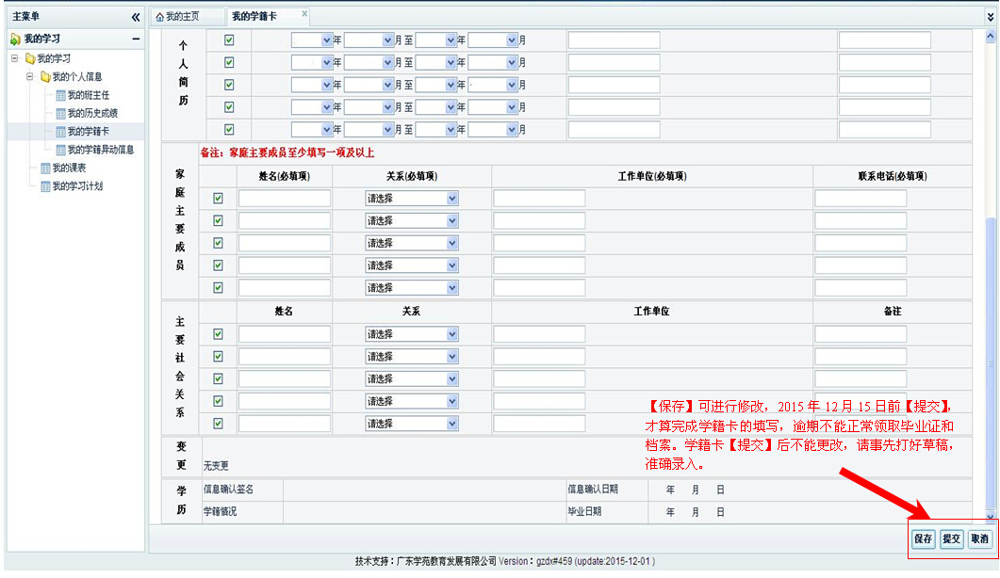 主菜单
我的主页
我的学籍卡
我的学习
我的学习
我的个人信息
我的班主任
我的历史成绩
我的学籍卡
我的学籍异动信息
我的课表
我的学习计划
个人简历
年 月 至 年 月
年 月 至 年 月
年 月 至 年 月
年 月 至 年 月
年 月 至 年 月
备注：家庭主要成员至少填写一项及以上
家庭主要成员
姓名(必填项) 关系(必填项) 工作单位(必填项) 联系电话(必填项)
请选择
请选择
请选择
请选择
请选择
主要社会关系
姓名 关系 工作单位 备注
请选择
请选择
请选择
请选择
请选择
【保存】可进行修改，2015 年 12 月 15 日前【提交】，
才算完成学籍卡的填写，逾期不能正常领取毕业证和
档案。学籍卡【提交】后不能更改，请事先打好草稿，
准确录入。
变更
无变更
学历
信息确认签名 信息确认日期 年 月 日
学籍情况 毕业日期 年 月 日
保存 提交 取消
技术支持：广东学苑教育发展有限公司 Version：gzdx#459 (update:2015-12-01 )